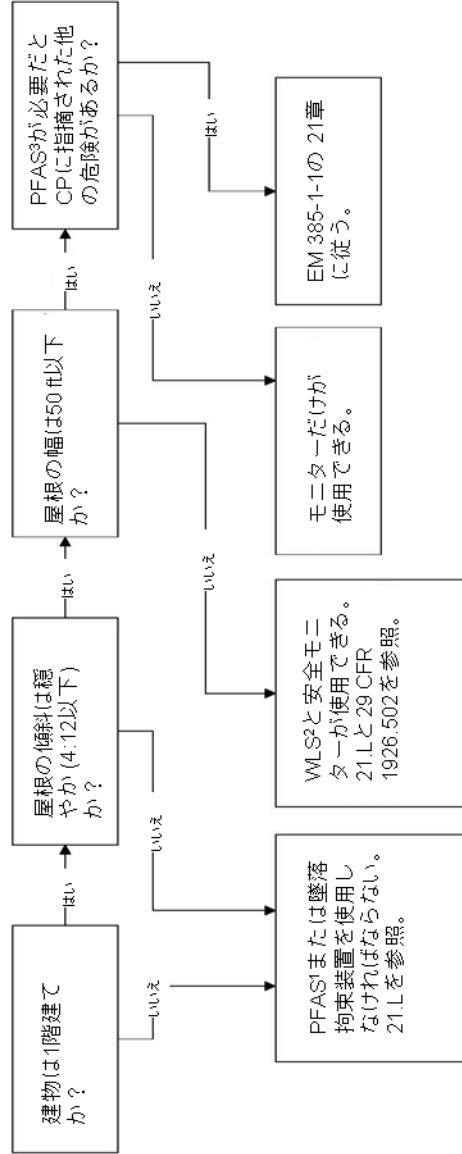 建物は1階建て
か？
はい
いいえ
屋根の傾斜は穏
やか (4:12以下)
か？
はい
いいえ
屋根の幅は50 ft以下
か？
はい
いいえ
PFAS³が必要だと
CPに指摘された他
の危険があるか？
はい
いいえ
PFAS¹または墜落
拘束装置を使用し
なければならない。
21.Lを参照。
WLS²と安全モニ
ターが使用できる。
21.Lと29 CFR
1926.502を参照。
モニターだけが
使用できる。
EM 385-1-1の 21章
に従う。